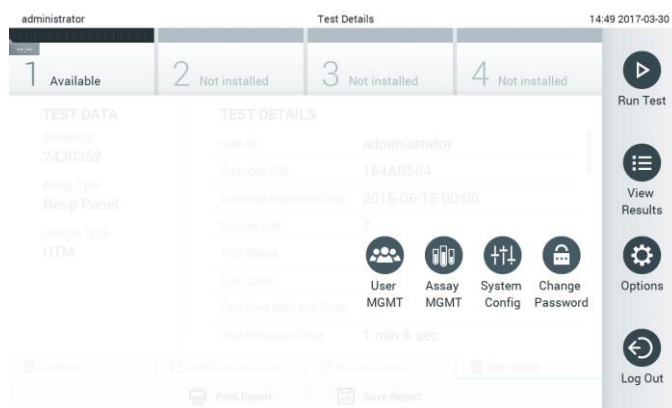 administrator Test Details 14:49 2017-03-30
--:--
1 Available 2 Not installed 3 Not installed 4 Not installed
Run Test
TEST DATA TEST DETAILS
Sample ID User ID administrator
2430362
Cartridge S/N 154AB564
Assay Type Cartridge Expiration Date 2016-06-15 00:00
Resp Panel
Module S/N 7
Sample Type
UTM Test Status
Error Code
Test Start Date and Time
Test Execution Time 1 min 6 sec
View
Results
User
MGMT
Assay
MGMT
System
Config
Change
Password
Options
Test Details
Print Report Save Report
Log Out